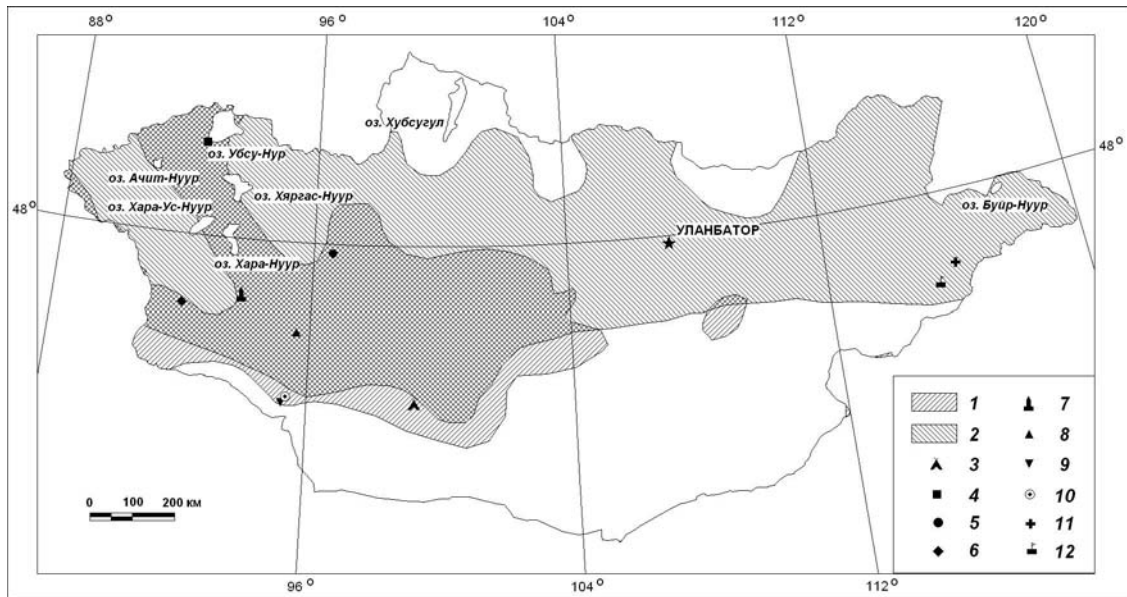 88° 96° 104° 112° 120°
оз. Хубсугул
оз. Убсу-Нур
48°
оз. Ачит-Нуур
оз. Хяргас-Нуур
48° оз. Хара-Ус-Нуур
оз. Буйр-Нуур
УЛАНБАТОР
оз. Хара-Нуур
1 7
2 8
3 9
4 10
5 11
6 12
0 100 200 км
96° 104° 112°